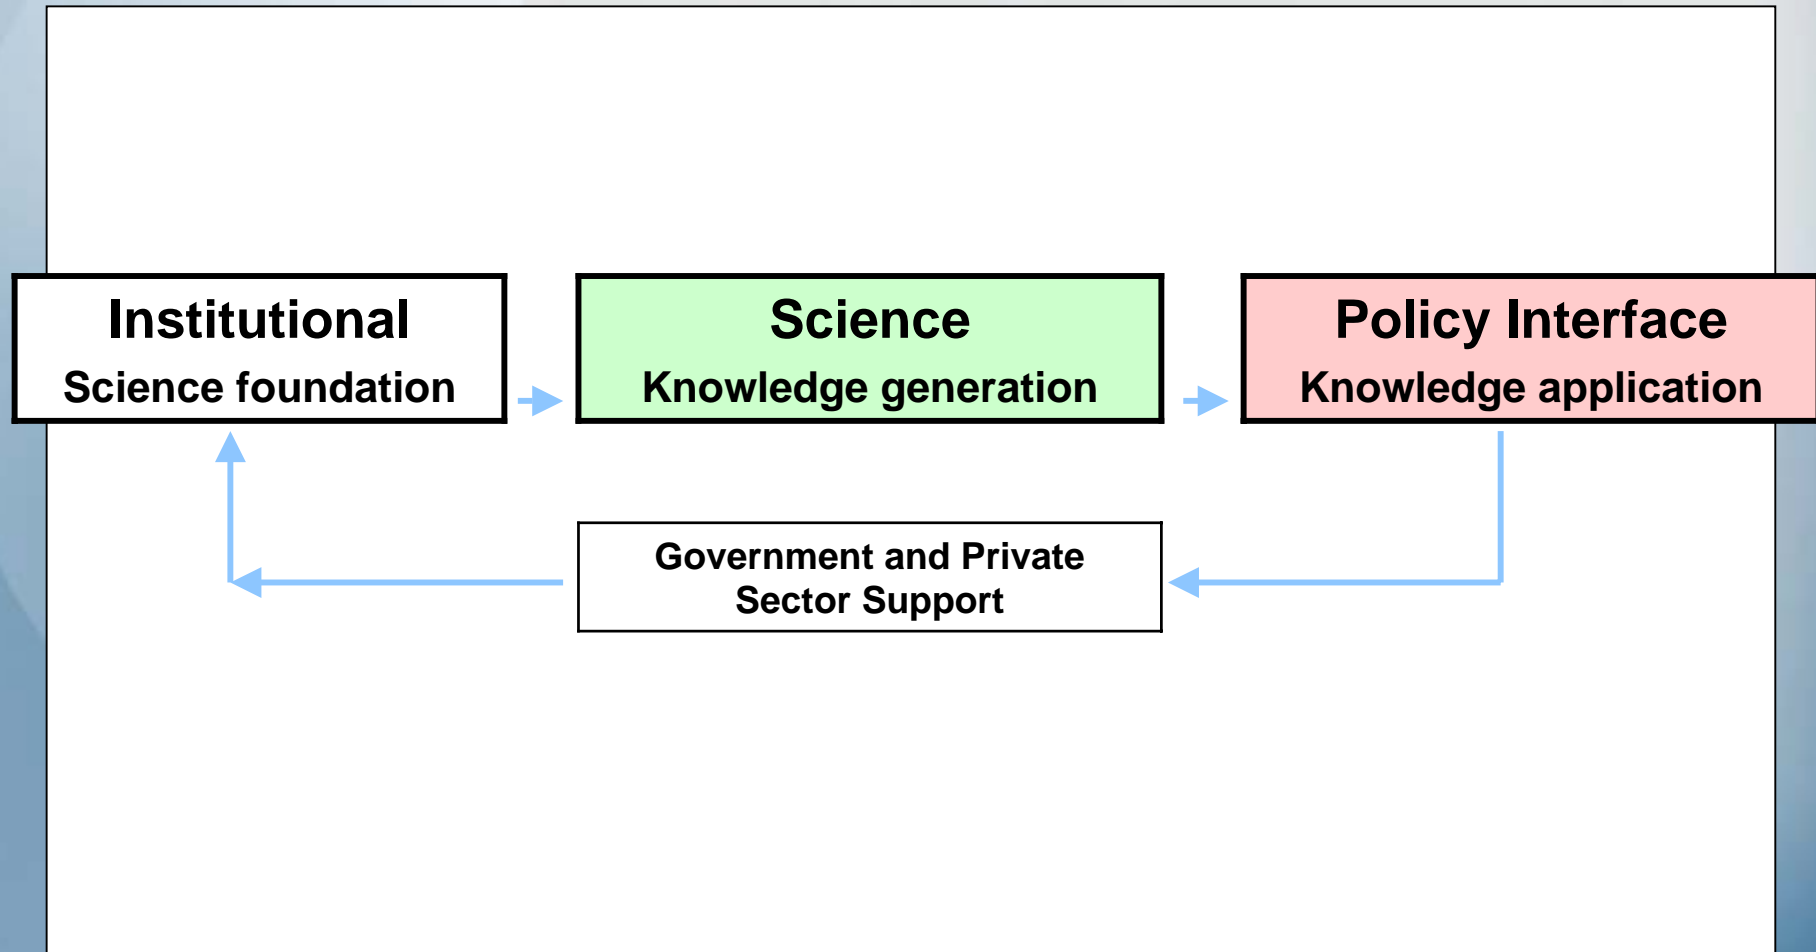 Institutional
Science foundation
Science
Knowledge generation
Policy Interface
Knowledge application
Government and Private
Sector Support